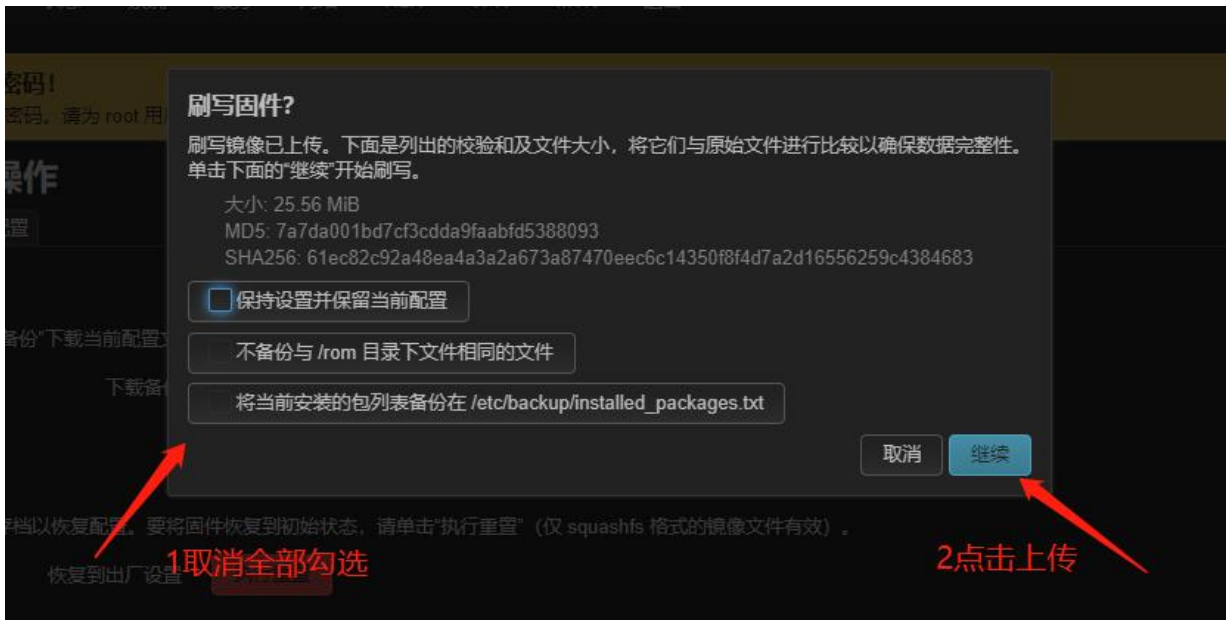 密码!
密码，请为 root 用
刷写固件?
刷写镜像已上传。下面是列出的校验和及文件大小，将它们与原始文件进行比较以确保数据完整性。
单击下面的“继续”开始刷写。
操作
大小: 25.56 MiB
置
MD5: 7a7da001bd7cf3cdda9faabfd5388093
SHA256: 61ec82c92a48ea4a3a2a673a87470eec6c14350f8f4d7a2d16556259c4384683
保持设置并保留当前配置
备份”下载当前配置文
不备份与 /rom 目录下文件相同的文件
下载备份
将当前安装的包列表备份在 /etc/backup/installed_packages.txt
取消
继续
存档以恢复配置。要将固件恢复到初始状态，请单击“执行重置”（仅 squashfs 格式的镜像文件有效）。
1取消全部勾选
2点击上传
恢复到出厂设置